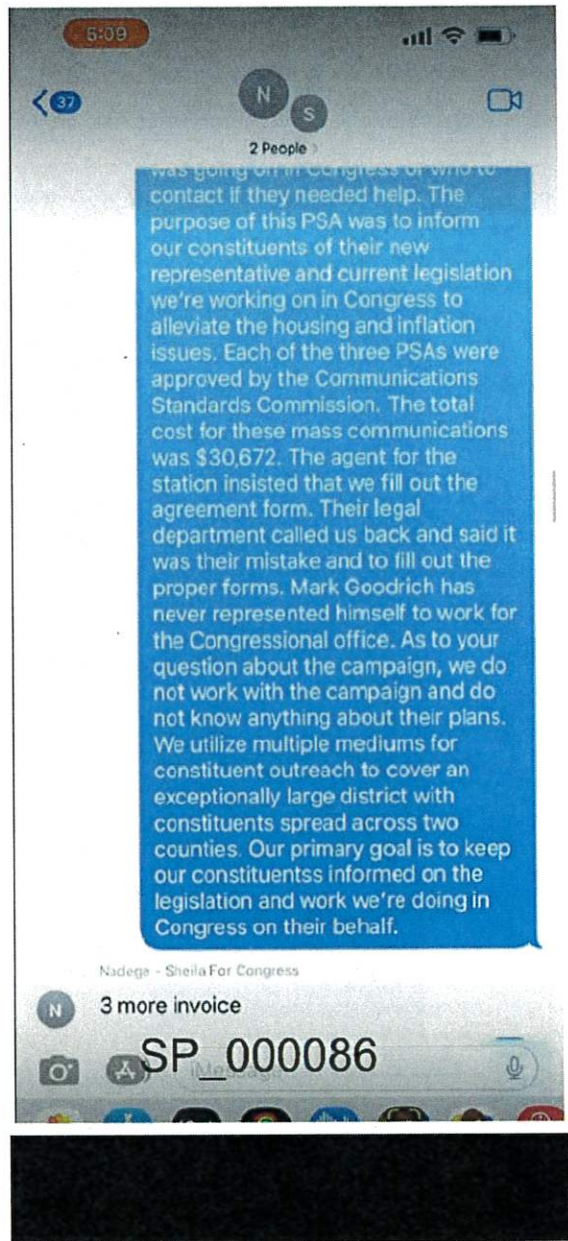 5:09
37
N
S
2 People
was going on in Congress or who to
contact if they needed help. The
purpose of this PSA was to inform
our constituents of their new
representative and current legislation
we're working on in Congress to
alleviate the housing and inflation
issues. Each of the three PSAs were
approved by the Communications
Standards Commission. The total
cost for these mass communications
was $30,672. The agent for the
station insisted that we fill out the
agreement form. Their legal
department called us back and said it
was their mistake and to fill out the
proper forms. Mark Goodrich has
never represented himself to work for
the Congressional office. As to your
question about the campaign, we do
not work with the campaign and do
not know anything about their plans.
We utilize multiple mediums for
constituent outreach to cover an
exceptionally large district with
constituents spread across two
counties. Our primary goal is to keep
our constituentss informed on the
legislation and work we're doing in
Congress on their behalf.
Nadege - Sheila For Congress
N
3 more invoice
iMessage
SP_000086